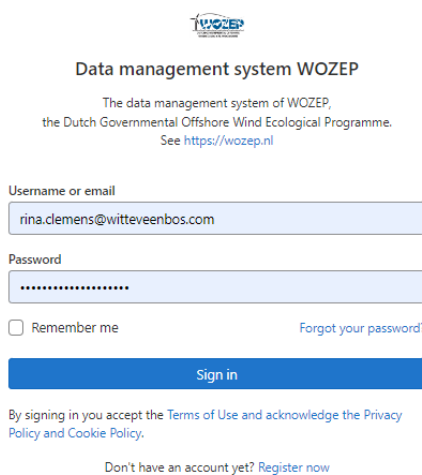 WOZEP
Data management system WOZEP
The data management system of WOZEP,
the Dutch Governmental Offshore Wind Ecological Programme.
See https://wozep.nl
Username or email
rina.clemens@witteveenbos.com
Password
••••••••••••••••••••
Remember me
Forgot your password?
Sign in
By signing in you accept the Terms of Use and acknowledge the Privacy
Policy and Cookie Policy.
Don't have an account yet? Register now